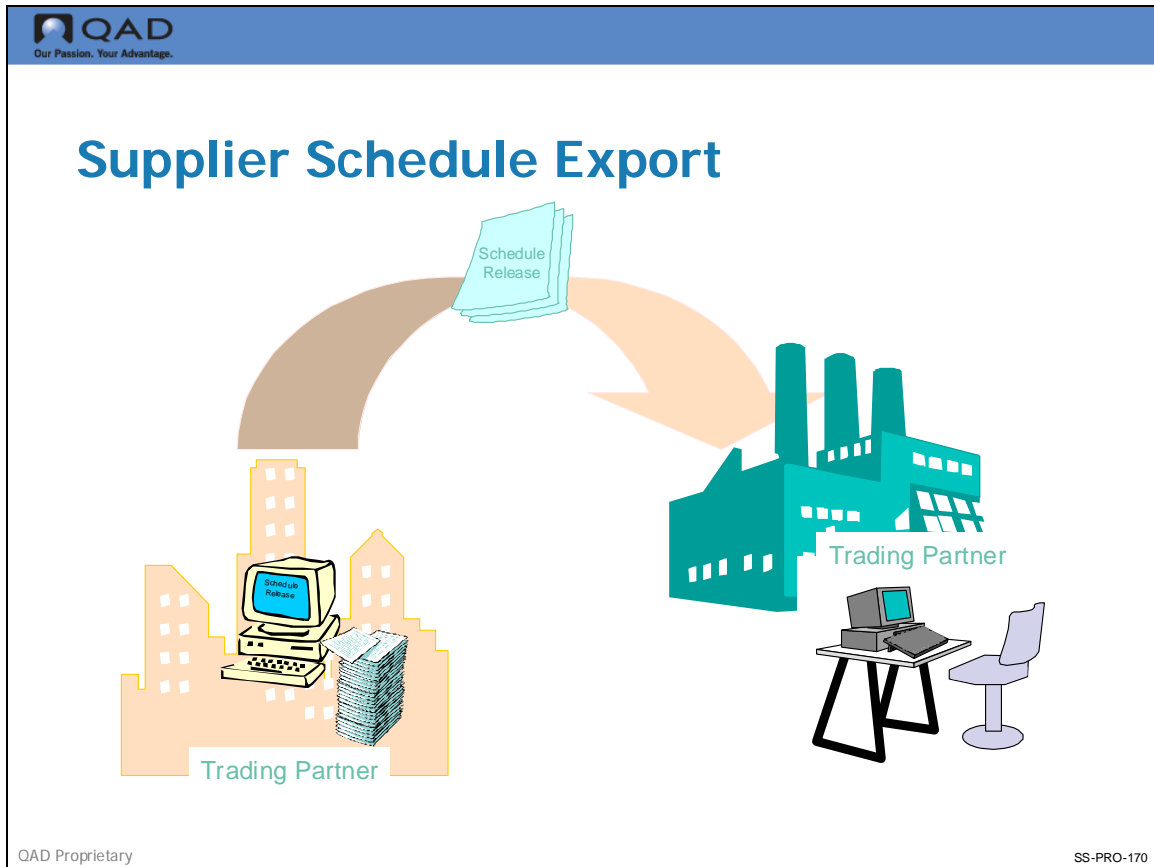 QAD
Our Passion. Your Advantage.
Supplier Schedule Export
Schedule
Release
Trading Partner
Schedule
Release
Trading Partner
QAD Proprietary
SS-PRO-170